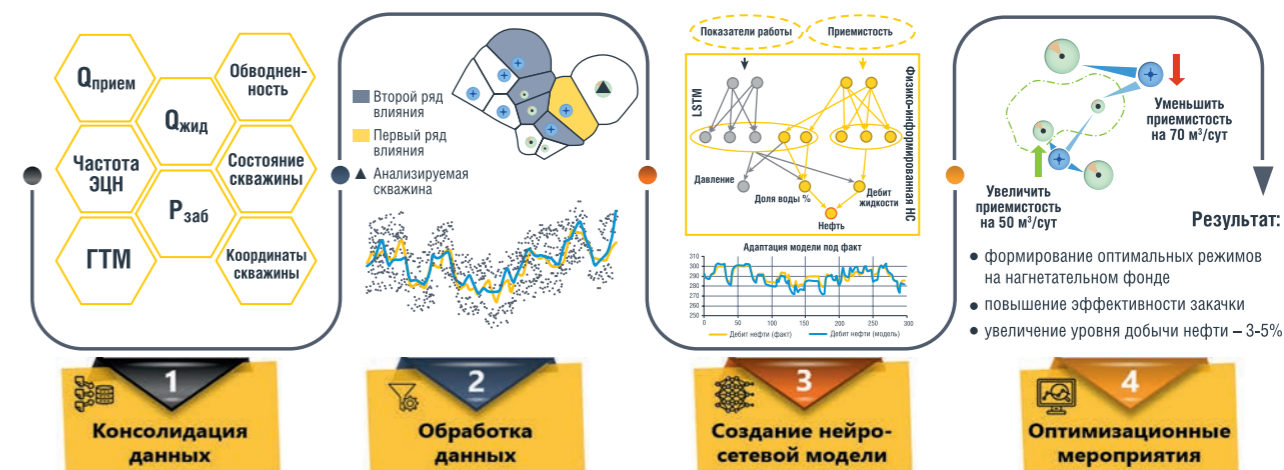 Qприем
Обводнен-
ность
Qжид
Частота
ЭЦН
Состояние
скважины
Pзаб
ГТМ
Координаты
скважины
Второй ряд
влияния
Первый ряд
влияния
Анализируемая
скважина
Показатели работы
Приемистость
LSTM
Физико-информированная НС
Давление
Доля воды %
Дебит
жидкости
Нефть
Адаптация модели под факт
310
300
290
280
270
260
250
0 50 100 150 200 250 300
Дебит нефти (факт) Дебит нефти (модель)
Уменьшить
приемистость
на 70 м³/сут
Увеличить
приемистость
на 50 м³/сут
Результат:
• формирование оптимальных режимов
на нагнетательном фонде
• повышение эффективности закачки
• увеличение уровня добычи нефти – 3-5%
1
Консолидация
данных
2
Обработка
данных
3
Создание нейро-
сетевой модели
4
Оптимизационные
мероприятия